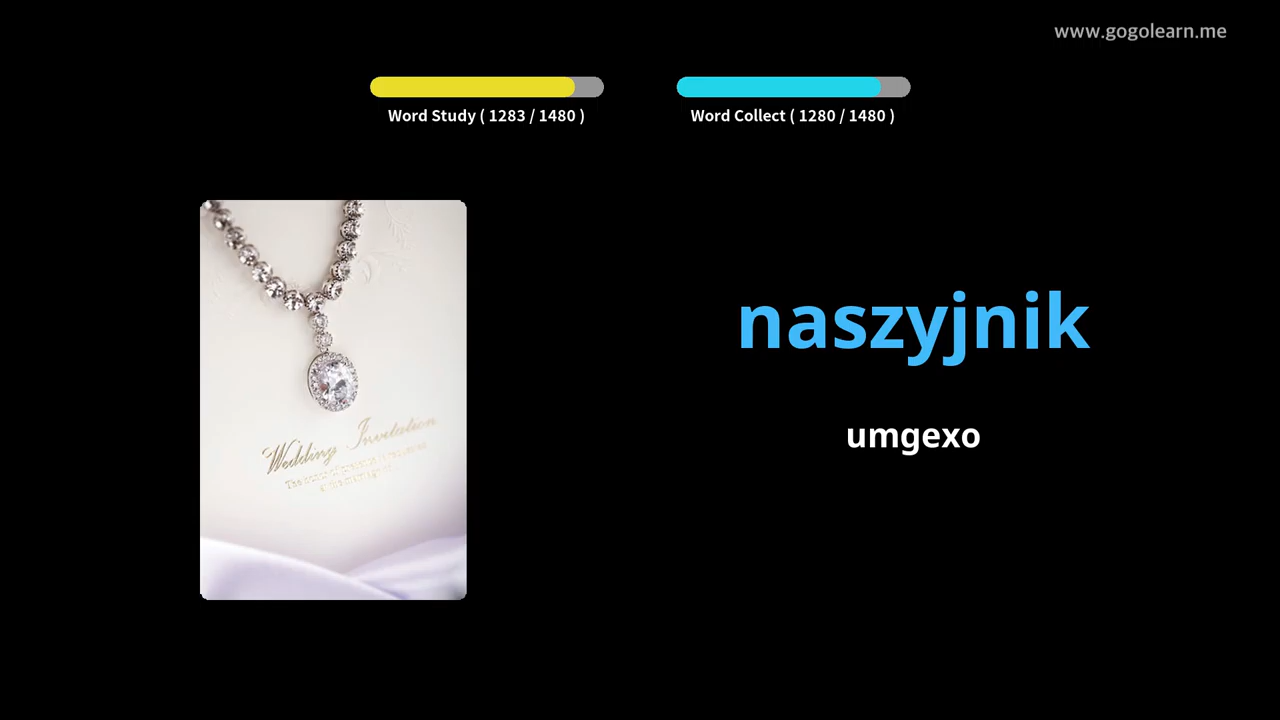 www.gogolearn.me
Word Study ( 1283 / 1480 )
Word Collect ( 1280 / 1480 )
naszyjnik
umgexo
Wedding Invitation